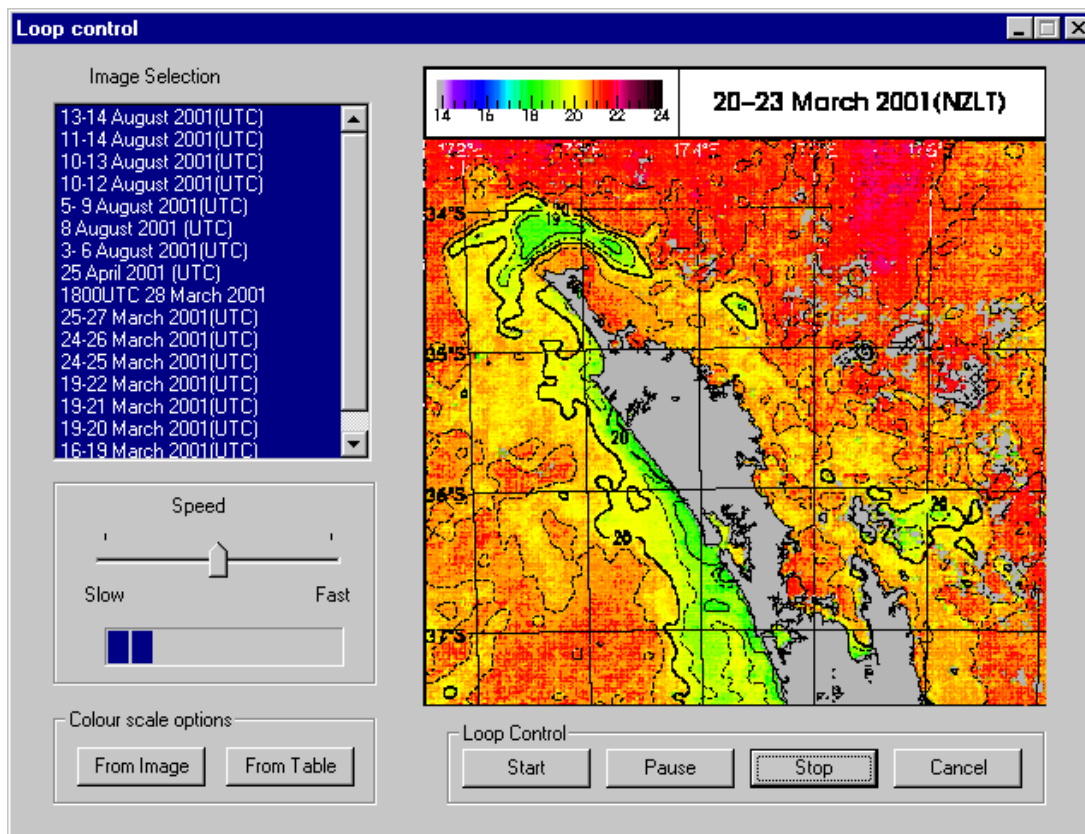 Loop control
Image Selection
13-14 August 2001(UTC)
11-14 August 2001(UTC)
10-13 August 2001(UTC)
10-12 August 2001(UTC)
5- 9 August 2001(UTC)
8 August 2001 (UTC)
3- 6 August 2001(UTC)
25 April 2001 (UTC)
1800UTC 28 March 2001
25-27 March 2001(UTC)
24-26 March 2001(UTC)
24-25 March 2001(UTC)
19-22 March 2001(UTC)
19-21 March 2001(UTC)
19-20 March 2001(UTC)
16-19 March 2001(UTC)
Speed
Slow Fast
Colour scale options
From Image From Table
14 16 18 20 22 24
20-23 March 2001(NZLT)
174°E
34°S
19
35°S
20
36°S
20
20
37°S
Loop Control
Start Pause Stop Cancel